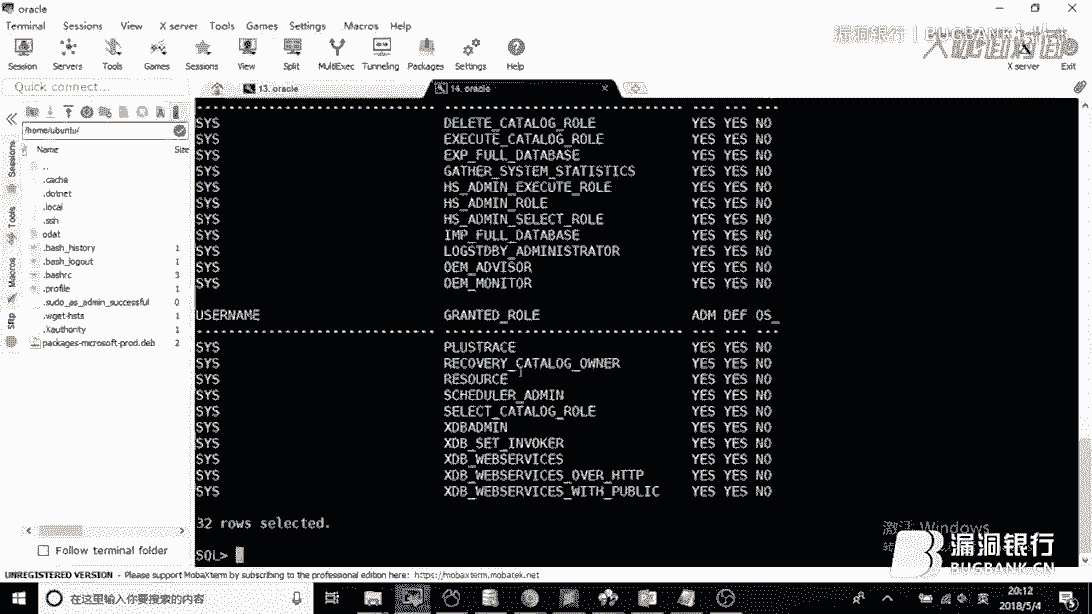 oracle
Terminal Sessions View X server Tools Games Settings Macros Help
Session Servers Tools Games Sessions View Split MultiExec Tunneling Packages Settings Help
X server Exit
漏洞银行 | BUGBANK.CN
Quick connect...
13. oracle
14. oracle
/home/ubuntu/
Name Size
..
.cache
.dotnet
.local
.ssh
odat
.bash_history 1
.bash_logout 1
.bashrc 3
.profile 1
.sudo_as_admin_successful 0
.wget-hsts 1
.Xauthority 1
packages-microsoft-prod.deb 2
Sessions
Tools
Macros
Sftp
Follow terminal folder
SYS DELETE_CATALOG_ROLE YES YES NO
SYS EXECUTE_CATALOG_ROLE YES YES NO
SYS EXP_FULL_DATABASE YES YES NO
SYS GATHER_SYSTEM_STATISTICS YES YES NO
SYS HS_ADMIN_EXECUTE_ROLE YES YES NO
SYS HS_ADMIN_ROLE YES YES NO
SYS HS_ADMIN_SELECT_ROLE YES YES NO
SYS IMP_FULL_DATABASE YES YES NO
SYS LOGSTDBY_ADMINISTRATOR YES YES NO
SYS OEM_ADVISOR YES YES NO
SYS OEM_MONITOR YES YES NO
USERNAME GRANTED_ROLE ADM DEF OS_
SYS PLUSTRACE YES YES NO
SYS RECOVERY_CATALOG_OWNER YES YES NO
SYS RESOURCE YES YES NO
SYS SCHEDULER_ADMIN YES YES NO
SYS SELECT_CATALOG_ROLE YES YES NO
SYS XDBADMIN YES YES NO
SYS XDB_SET_INVOKER YES YES NO
SYS XDB_WEBSERVICES YES YES NO
SYS XDB_WEBSERVICES_OVER_HTTP YES YES NO
SYS XDB_WEBSERVICES_WITH_PUBLIC YES YES NO
32 rows selected.
SQL>
激活 Windows
漏洞银行
BUGBANK.CN
UNREGISTERED VERSION - Please support MobaXterm by subscribing to the professional edition here: https://mobaxterm.mobatek.net
在这里输入你要搜索的内容
英
20:12
2018/5/4